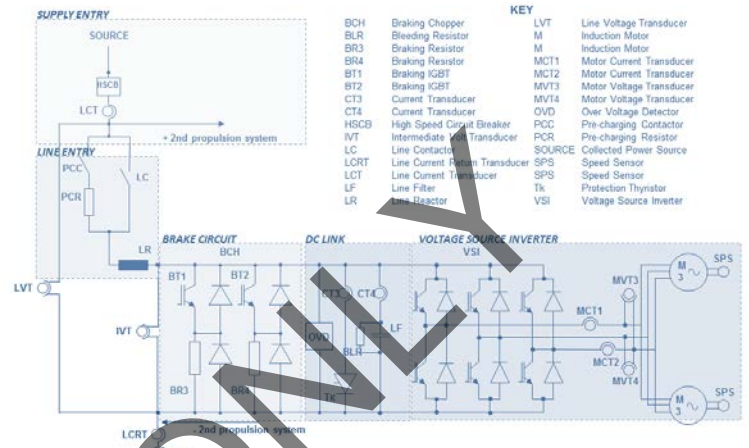 SUPPLY ENTRY
SOURCE
HSCB
LCT
+ 2nd propulsion system
LINE ENTRY
PCC
LC
PCR
LR
LVT
IVT
LCRT
- 2nd propulsion system
BRAKE CIRCUIT
BCH
BT1
BT2
BR3
BR4
DC LINK
CT3
CT4
OVD
LF
BLR
Tk
VOLTAGE SOURCE INVERTER
VSI
MCT1
MVT3
MCT2
MVT4
M
3
SPS
M
3
SPS
KEY
BCH Braking Chopper
BLR Bleeding Resistor
BR3 Braking Resistor
BR4 Braking Resistor
BT1 Braking IGBT
BT2 Braking IGBT
CT3 Current Transducer
CT4 Current Transducer
HSCB High Speed Circuit Breaker
IVT Intermediate Volt Transducer
LC Line Contactor
LCRT Line Current Return Transducer
LCT Line Current Transducer
LF Line Filter
LR Line Reactor
LVT Line Voltage Transducer
M Induction Motor
M Induction Motor
MCT1 Motor Current Transducer
MCT2 Motor Current Transducer
MVT3 Motor Voltage Transducer
MVT4 Motor Voltage Transducer
OVD Over Voltage Detector
PCC Pre-charging Contactor
PCR Pre-charging Resistor
SOURCE Collected Power Source
SPS Speed Sensor
SPS Speed Sensor
Tk Protection Thyristor
VSI Voltage Source Inverter
ONLY